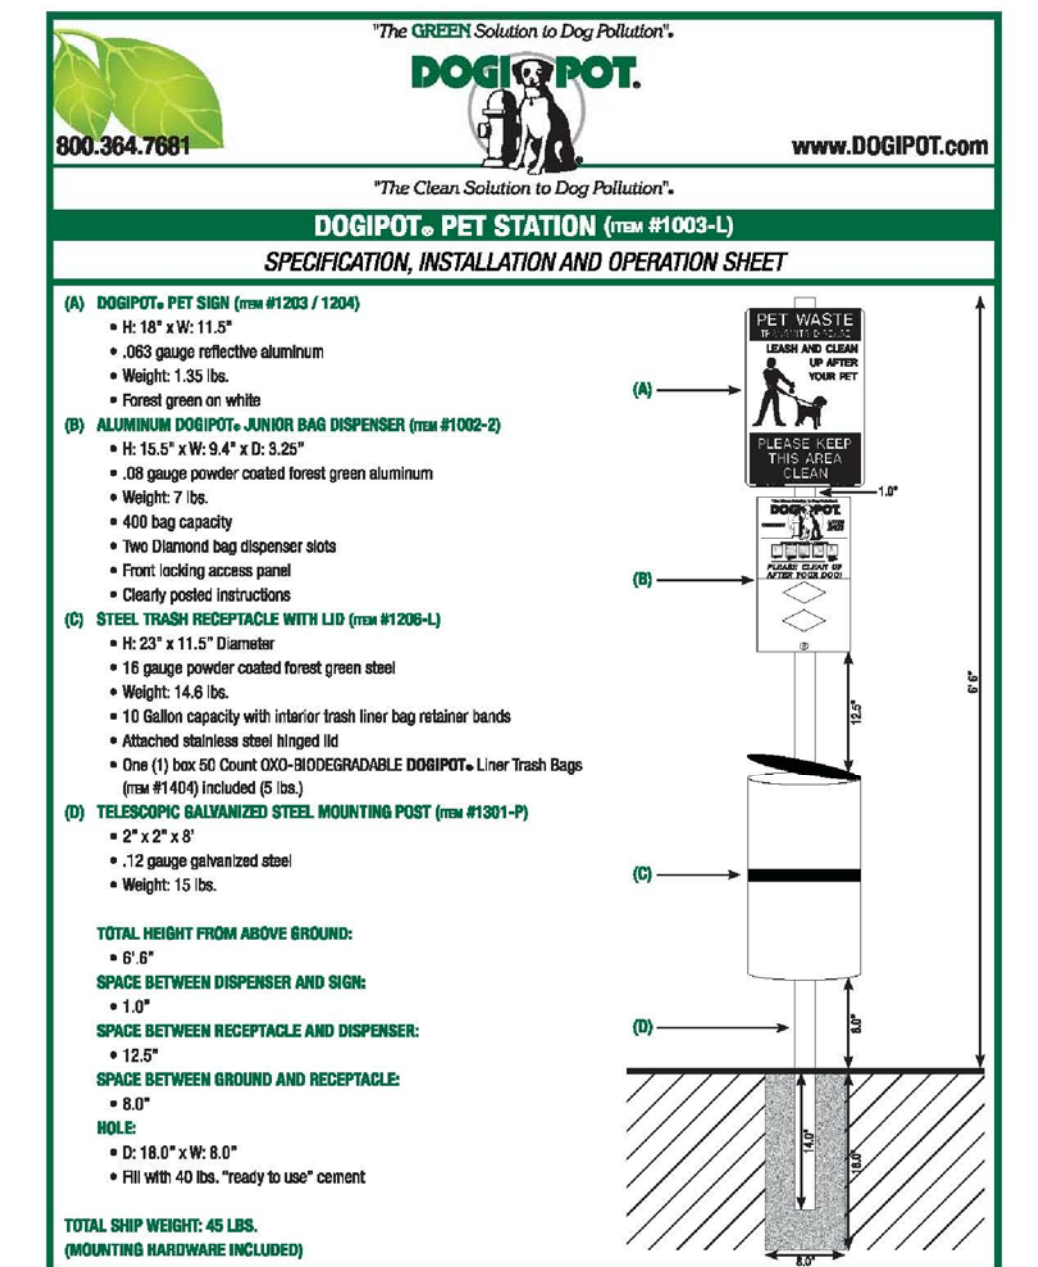 "The GREEN Solution to Dog Pollution".
DOGIPOT®
800.364.7681
www.DOGIPOT.com
"The Clean Solution to Dog Pollution".
DOGIPOT® PET STATION (ITEM #1003-L)
SPECIFICATION, INSTALLATION AND OPERATION SHEET
(A) DOGIPOT® PET SIGN (ITEM #1203 / 1204)
• H: 18" x W: 11.5"
• .063 gauge reflective aluminum
• Weight: 1.35 lbs.
• Forest green on white
(B) ALUMINUM DOGIPOT® JUNIOR BAG DISPENSER (ITEM #1002-2)
• H: 15.5" x W: 9.4" x D: 3.25"
• .08 gauge powder coated forest green aluminum
• Weight: 7 lbs.
• 400 bag capacity
• Two Diamond bag dispenser slots
• Front locking access panel
• Clearly posted instructions
(C) STEEL TRASH RECEPTACLE WITH LID (ITEM #1206-L)
• H: 23" x 11.5" Diameter
• 16 gauge powder coated forest green steel
• Weight: 14.6 lbs.
• 10 Gallon capacity with interior trash liner bag retainer bands
• Attached stainless steel hinged lid
• One (1) box 50 Count OXO-BIODEGRADABLE DOGIPOT® Liner Trash Bags
(ITEM #1404) included (5 lbs.)
(D) TELESCOPIC GALVANIZED STEEL MOUNTING POST (ITEM #1301-P)
• 2" x 2" x 8'
• .12 gauge galvanized steel
• Weight: 15 lbs.
TOTAL HEIGHT FROM ABOVE GROUND:
• 6'.6"
SPACE BETWEEN DISPENSER AND SIGN:
• 1.0"
SPACE BETWEEN RECEPTACLE AND DISPENSER:
• 12.5"
SPACE BETWEEN GROUND AND RECEPTACLE:
• 8.0"
HOLE:
• D: 18.0" x W: 8.0"
• Fill with 40 lbs. "ready to use" cement
TOTAL SHIP WEIGHT: 45 LBS.
(MOUNTING HARDWARE INCLUDED)
PET WASTE
TRANSMITS DISEASE
LEASH AND CLEAN
UP AFTER
YOUR PET
(A)
PLEASE KEEP
THIS AREA
CLEAN
1.0"
DOGIPOT
PLEASE CLEAN UP
AFTER YOUR DOG!
(B)
6' 6"
12.5"
(C)
(D)
8.0"
14.0"
18.0"
8.0"